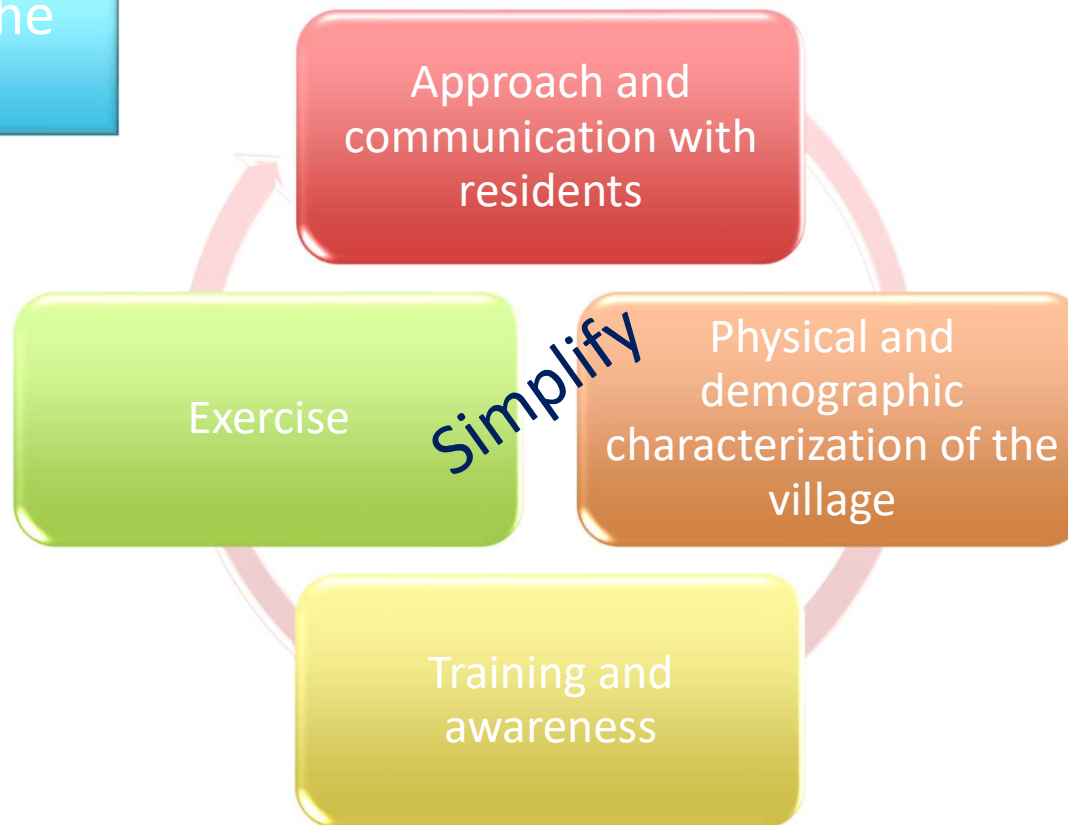 he
Approach and
communication with
residents
Physical and
demographic
characterization of the
village
Simplify
Exercise
Training and
awareness